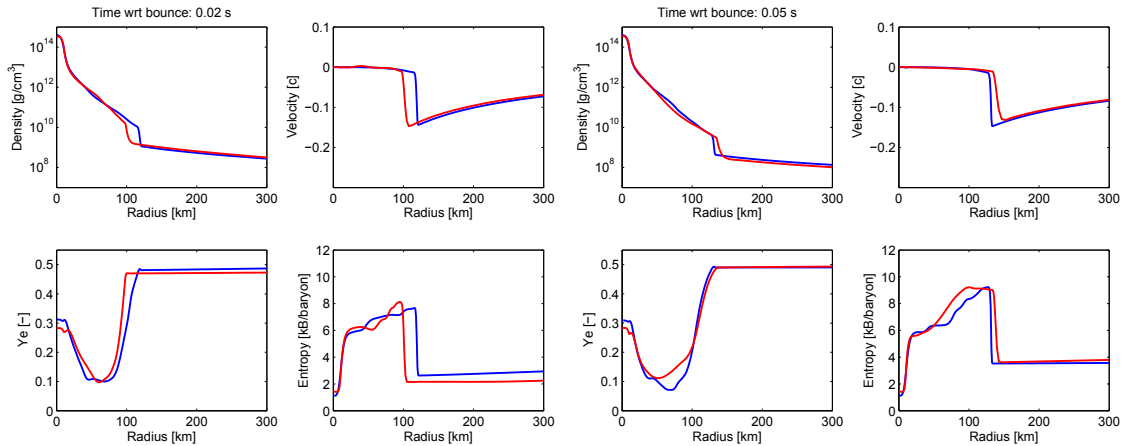 Time wrt bounce: 0.02 s
Time wrt bounce: 0.05 s
Density [g/cm3]
10^14
10^12
10^10
10^8
0 100 200 300
Radius [km]
Velocity [c]
0.1
0
−0.1
−0.2
0 100 200 300
Radius [km]
Density [g/cm3]
10^14
10^12
10^10
10^8
0 100 200 300
Radius [km]
Velocity [c]
0.1
0
−0.1
−0.2
0 100 200 300
Radius [km]
Ye [−]
0.5
0.4
0.3
0.2
0.1
0
0 100 200 300
Radius [km]
Entropy [kB/baryon]
12
10
8
6
4
2
0
0 100 200 300
Radius [km]
Ye [−]
0.5
0.4
0.3
0.2
0.1
0
0 100 200 300
Radius [km]
Entropy [kB/baryon]
12
10
8
6
4
2
0
0 100 200 300
Radius [km]